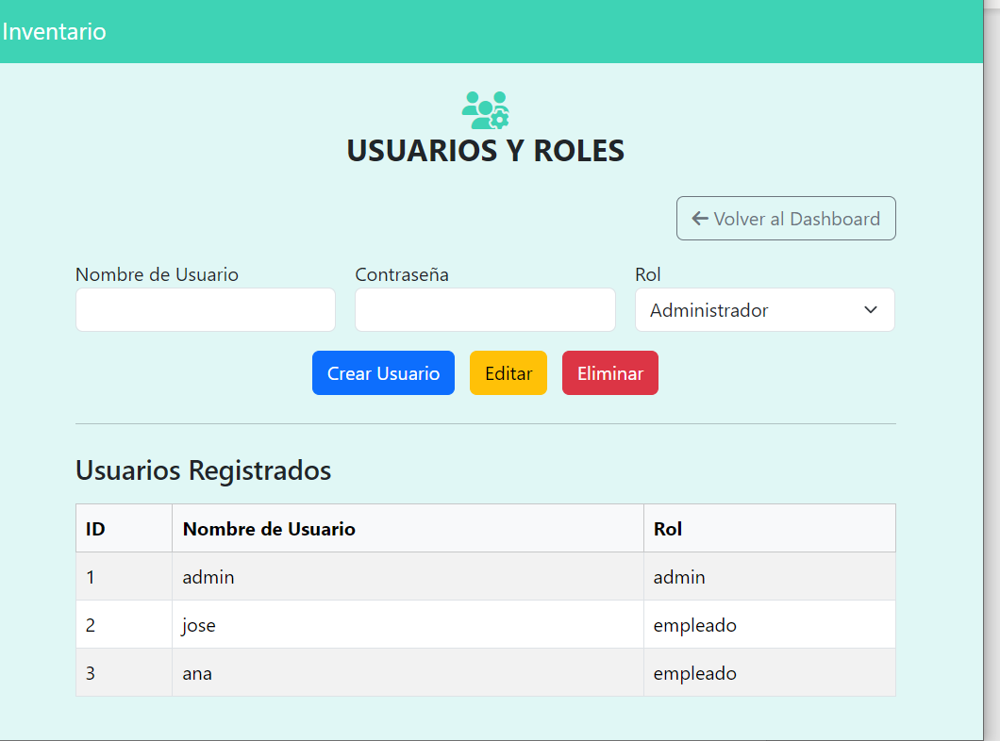 Inventario
USUARIOS Y ROLES
Volver al Dashboard
Nombre de Usuario Contraseña Rol
Administrador
Crear Usuario Editar Eliminar
Usuarios Registrados
ID Nombre de Usuario Rol
1 admin admin
2 jose empleado
3 ana empleado